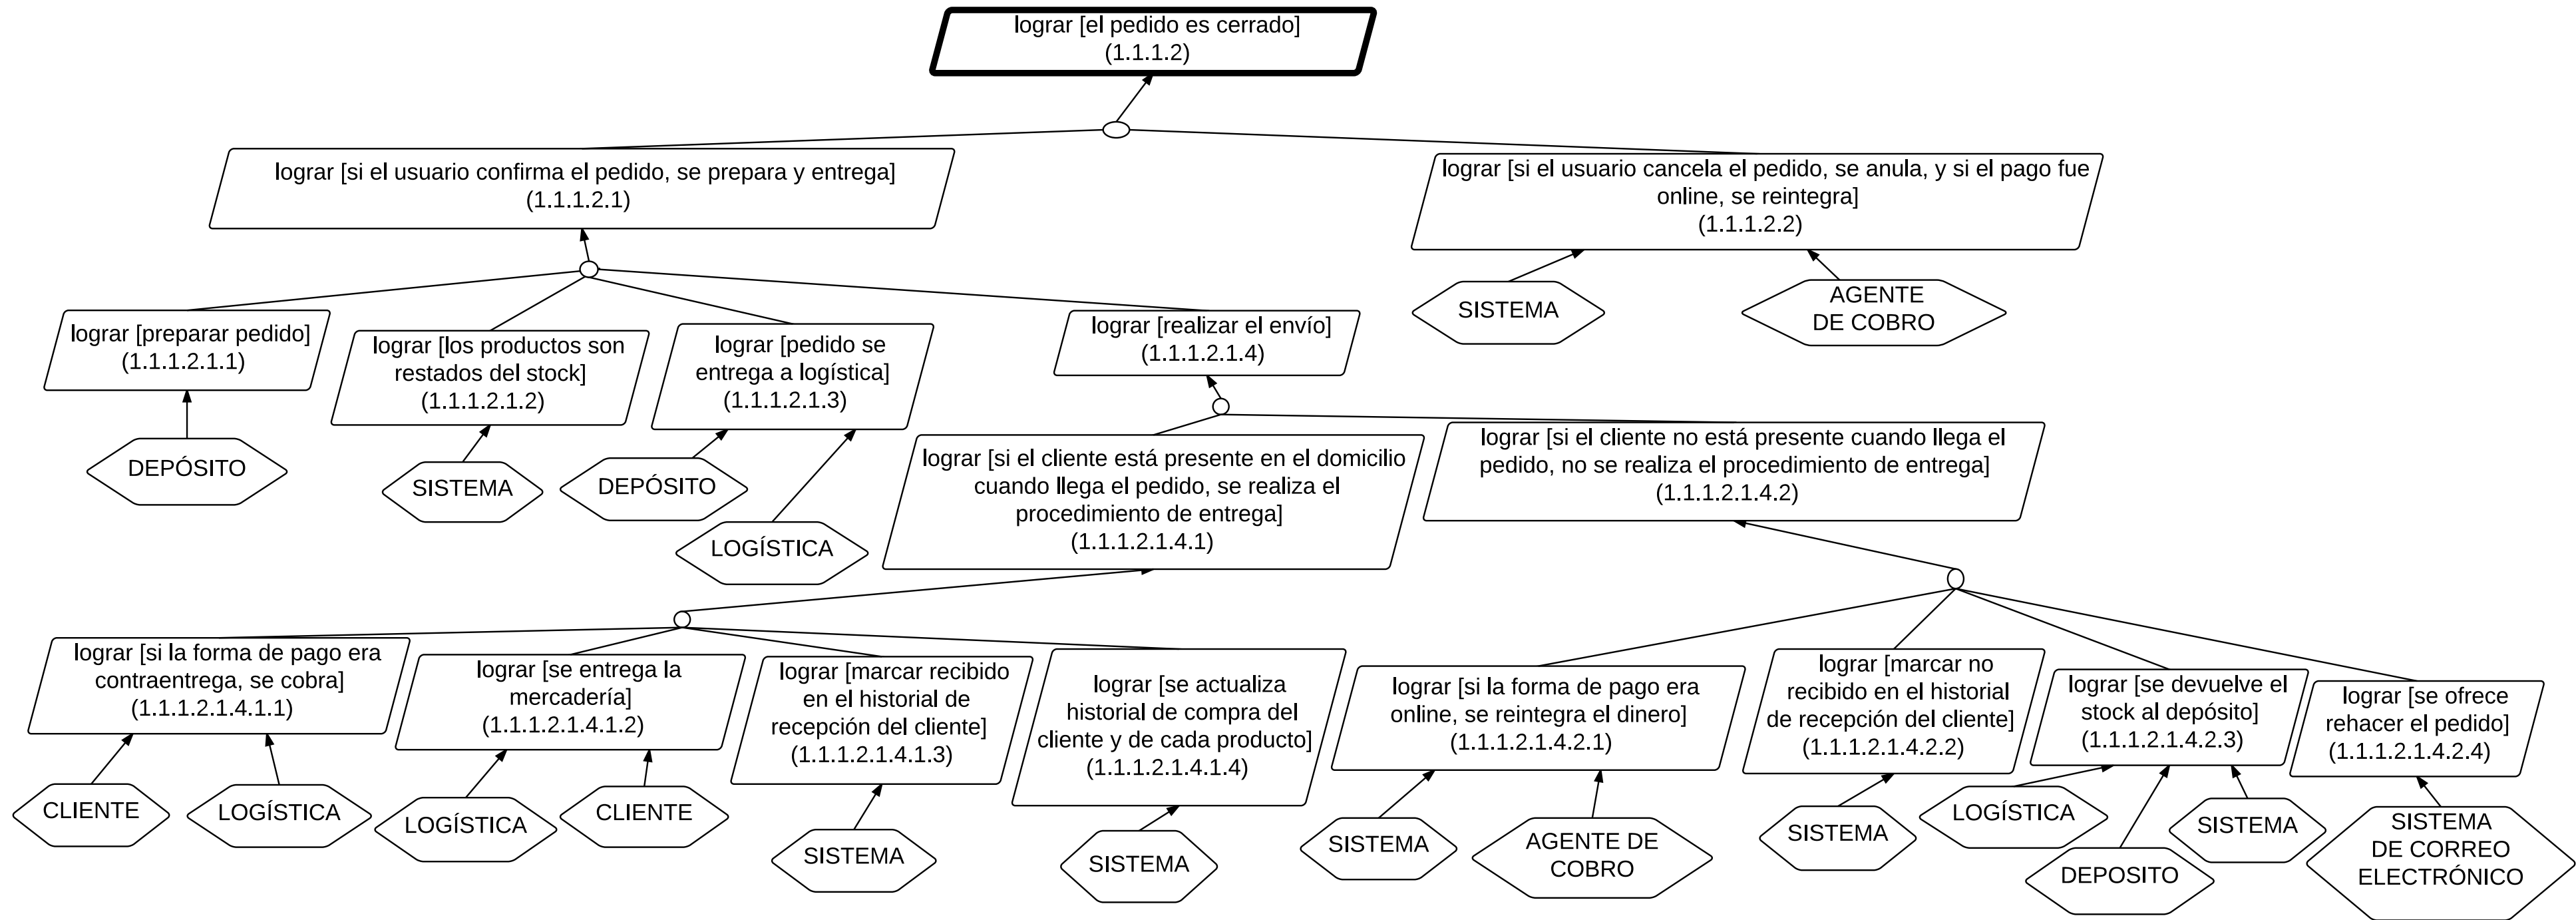 lograr [el pedido es cerrado]
(1.1.1.2)
lograr [si el usuario confirma el pedido, se prepara y entrega]
(1.1.1.2.1)
lograr [si el usuario cancela el pedido, se anula, y si el pago fue
online, se reintegra]
(1.1.1.2.2)
SISTEMA
AGENTE
DE COBRO
lograr [preparar pedido]
(1.1.1.2.1.1)
lograr [los productos son
restados del stock]
(1.1.1.2.1.2)
lograr [pedido se
entrega a logística]
(1.1.1.2.1.3)
lograr [realizar el envío]
(1.1.1.2.1.4)
DEPÓSITO
SISTEMA
DEPÓSITO
LOGÍSTICA
lograr [si el cliente está presente en el domicilio
cuando llega el pedido, se realiza el
procedimiento de entrega]
(1.1.1.2.1.4.1)
lograr [si el cliente no está presente cuando llega el
pedido, no se realiza el procedimiento de entrega]
(1.1.1.2.1.4.2)
lograr [si la forma de pago era
contraentrega, se cobra]
(1.1.1.2.1.4.1.1)
lograr [se entrega la
mercadería]
(1.1.1.2.1.4.1.2)
lograr [marcar recibido
en el historial de
recepción del cliente]
(1.1.1.2.1.4.1.3)
lograr [se actualiza
historial de compra del
cliente y de cada producto]
(1.1.1.2.1.4.1.4)
lograr [si la forma de pago era
online, se reintegra el dinero]
(1.1.1.2.1.4.2.1)
lograr [marcar no
recibido en el historial
de recepción del cliente]
(1.1.1.2.1.4.2.2)
lograr [se devuelve el
stock al depósito]
(1.1.1.2.1.4.2.3)
lograr [se ofrece
rehacer el pedido]
(1.1.1.2.1.4.2.4)
CLIENTE
LOGÍSTICA
LOGÍSTICA
CLIENTE
SISTEMA
SISTEMA
SISTEMA
AGENTE DE
COBRO
SISTEMA
LOGÍSTICA
DEPOSITO
SISTEMA
SISTEMA
DE CORREO
ELECTRÓNICO